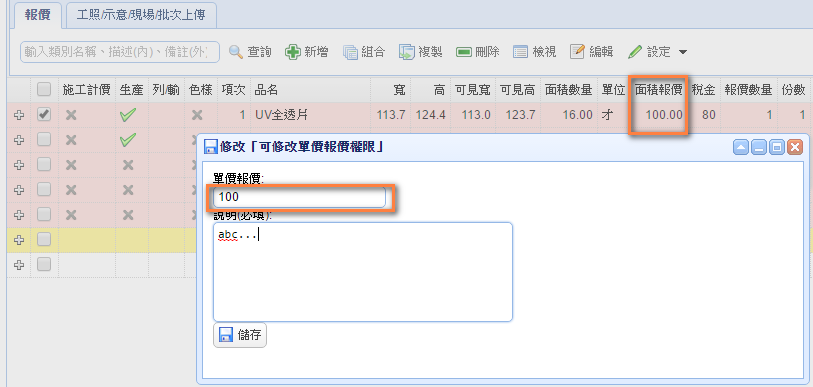 報價 工照/示意/現場/批次上傳
輸入類別名稱、描述(內)、備註(外) 查詢 新增 組合 複製 刪除 檢視 編輯 設定
施工計價 生產 列/輸 色樣 項次 品名 寬 高 可見寬 可見高 面積數量 單位 面積報價 稅金 報價數量 份數
1 UV全透片 113.7 124.4 113.0 123.7 16.00 才 100.00 80 1 1
修改「可修改單價報價權限」
單價報價:
100
說明(必填):
abc...
儲存